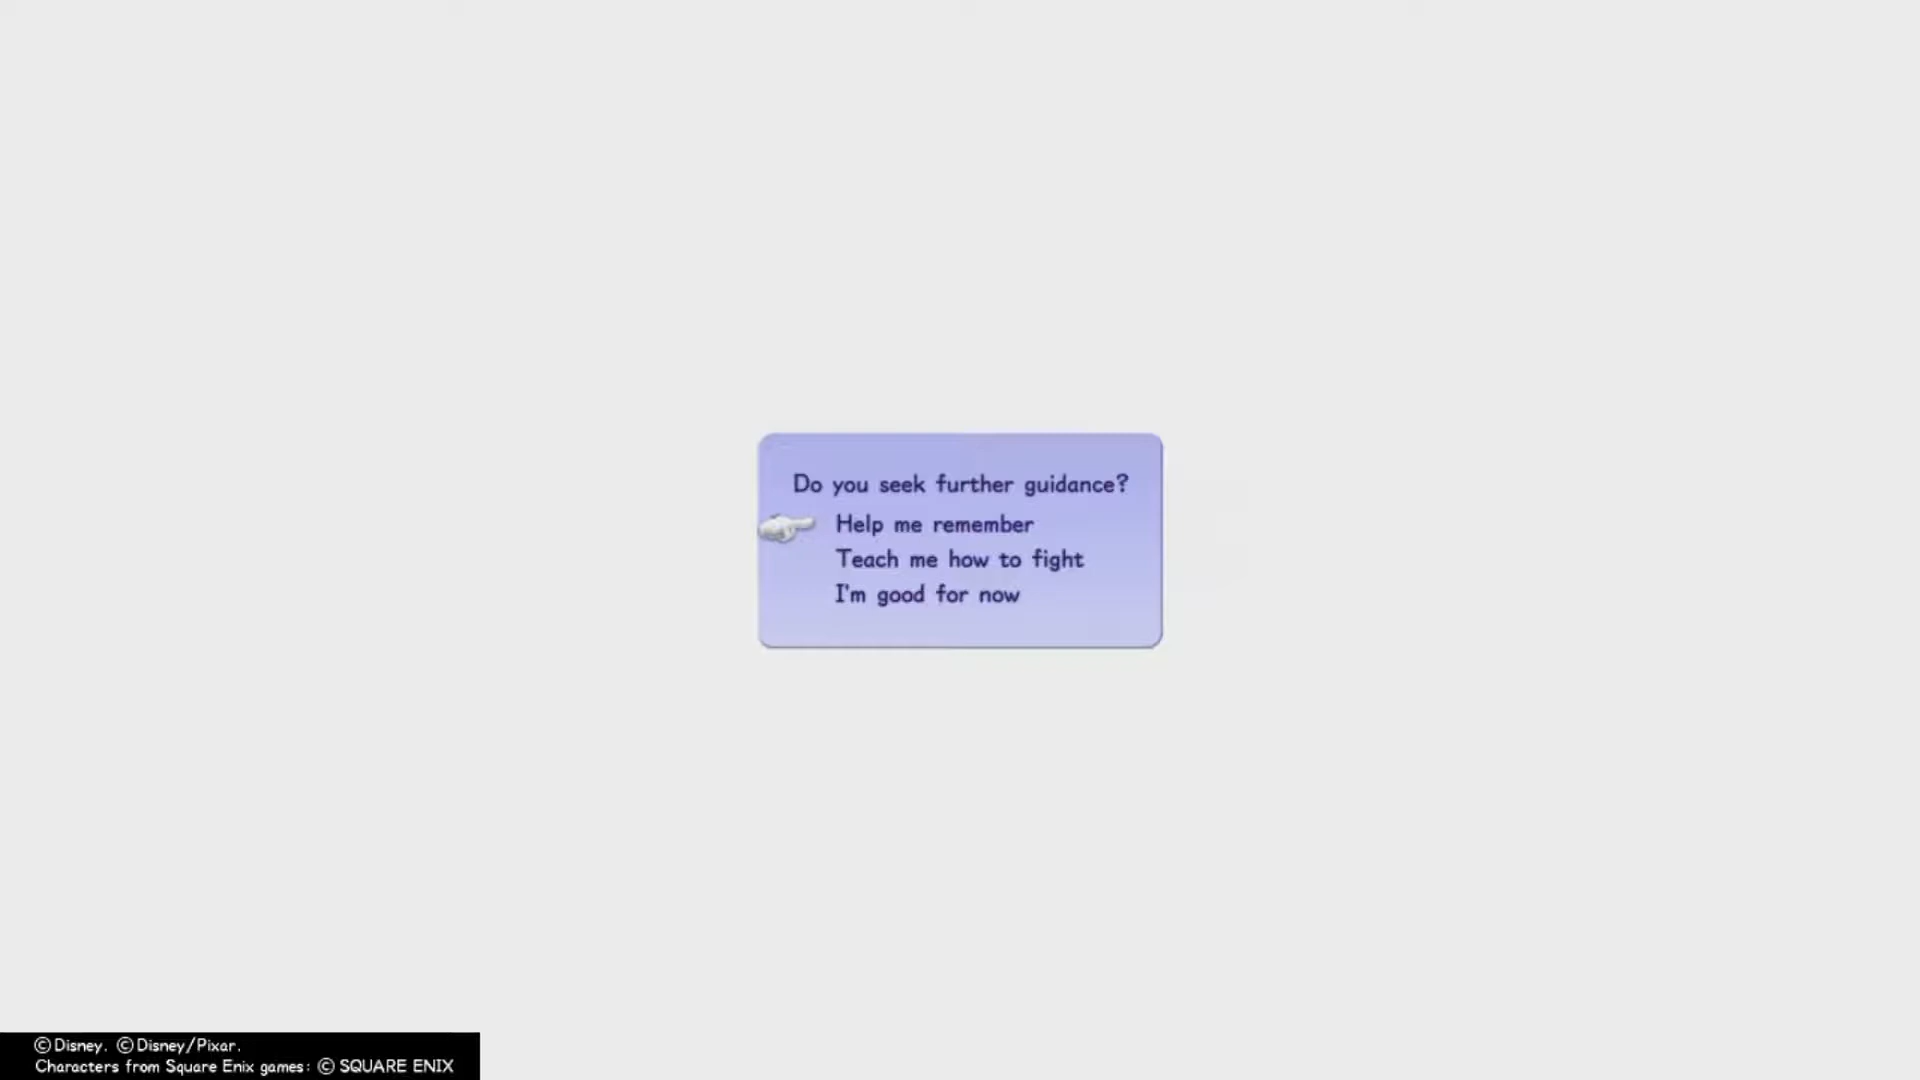 Do you seek further guidance?
Help me remember
Teach me how to fight
I'm good for now
©Disney. ©Disney/Pixar.
Characters from Square Enix games: © SQUARE ENIX